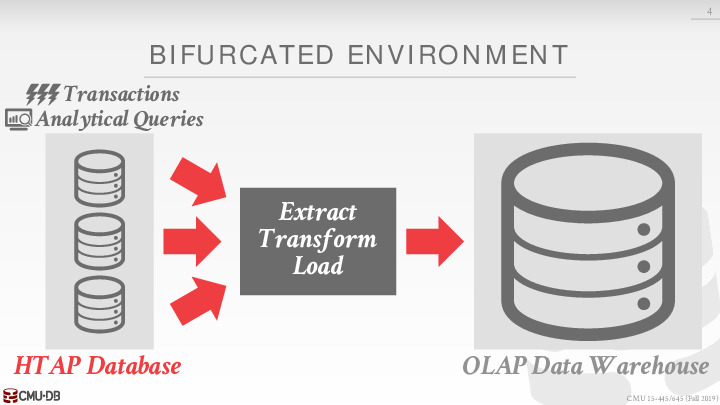 4
BIFURCATED ENVIRONMENT
Transactions
Analytical Queries
Extract
Transform
Load
HTAP Database
OLAP Data Warehouse
CMU·DB
CMU 15-445/645 (Fall 2019)